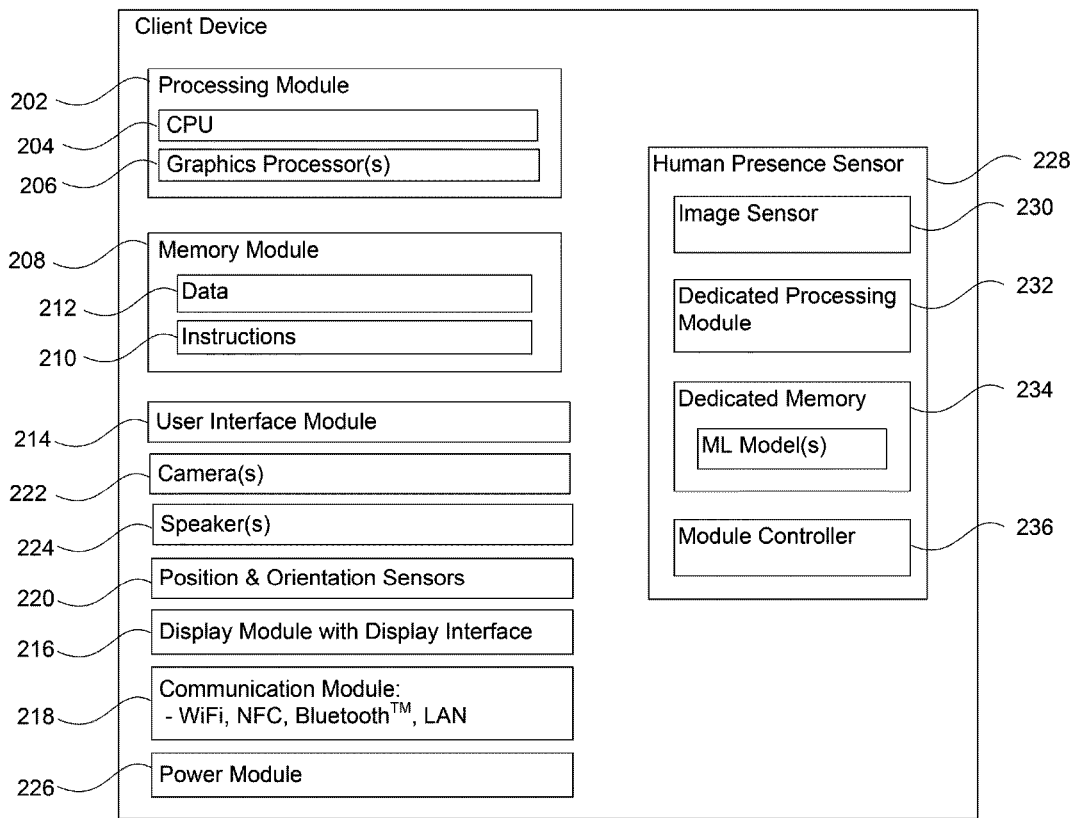 Client Device
202
Processing Module
204
CPU
206
Graphics Processor(s)
208
Memory Module
212
Data
210
Instructions
214
User Interface Module
222
Camera(s)
224
Speaker(s)
220
Position & Orientation Sensors
216
Display Module with Display Interface
218
Communication Module:
- WiFi, NFC, Bluetooth™, LAN
226
Power Module
Human Presence Sensor
228
Image Sensor
230
Dedicated Processing
Module
232
Dedicated Memory
234
ML Model(s)
Module Controller
236